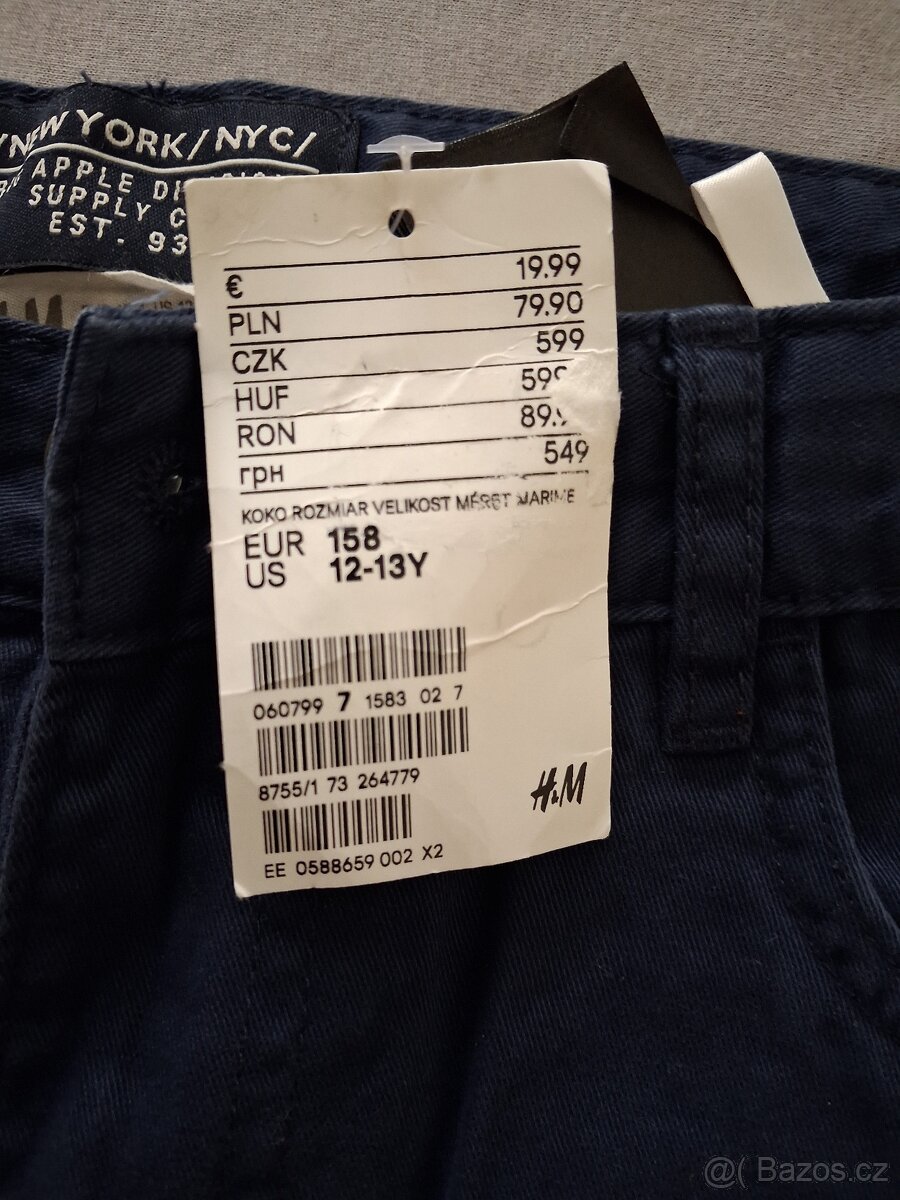 NEW YORK/NYC/
APPLE
SUPPLY
EST. 93
€ 19.99
PLN 79.90
CZK 599
HUF
RON
грн 549
KOKO ROZMIAR VELIKOST MÉRET MARIME
EUR 158
US 12-13Y
060799 7 1583 02 7
8755/1 73 264779
EE 0588659 002 X2
H&M
@( Bazos.cz